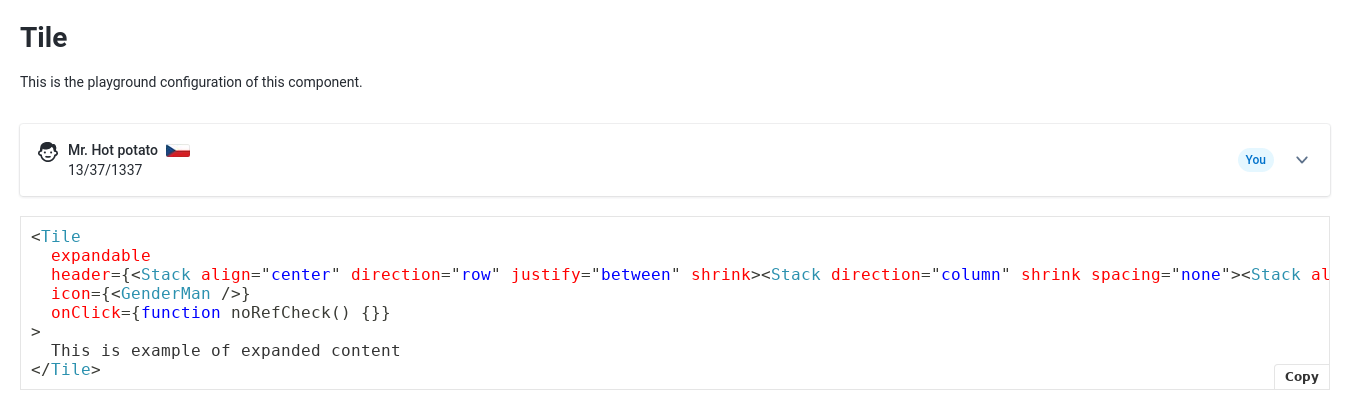 Tile
This is the playground configuration of this component.
Mr. Hot potato
13/37/1337
You
<Tile
  expandable
  header={<Stack align="center" direction="row" justify="between" shrink><Stack direction="column" shrink spacing="none"><Stack al
  icon={<GenderMan />}
  onClick={function noRefCheck() {}}
>
  This is example of expanded content
</Tile>
Copy